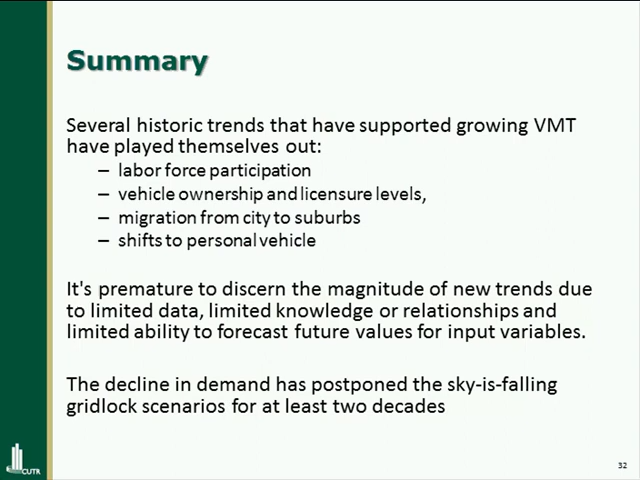 Summary
Several historic trends that have supported growing VMT
have played themselves out:
– labor force participation
– vehicle ownership and licensure levels,
– migration from city to suburbs
– shifts to personal vehicle
It's premature to discern the magnitude of new trends due
to limited data, limited knowledge or relationships and
limited ability to forecast future values for input variables.
The decline in demand has postponed the sky-is-falling
gridlock scenarios for at least two decades
CUTR
32